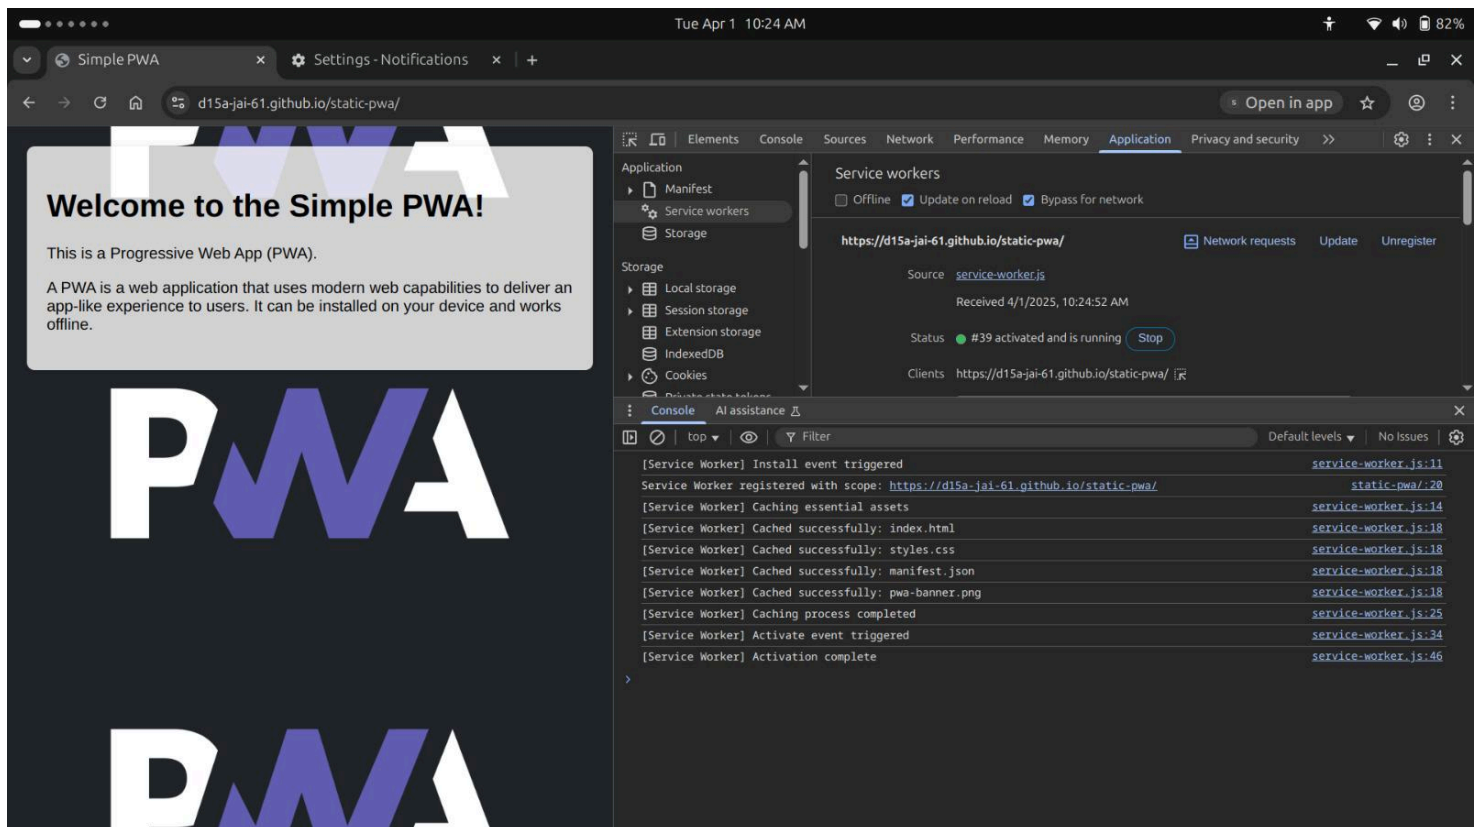 Tue Apr 1 10:24 AM
82%
Simple PWA
Settings - Notifications
d15a-jai-61.github.io/static-pwa/
Open in app
PWA
Welcome to the Simple PWA!
This is a Progressive Web App (PWA).
A PWA is a web application that uses modern web capabilities to deliver an
app-like experience to users. It can be installed on your device and works
offline.
PWA
PWA
Elements Console Sources Network Performance Memory Application Privacy and security
Application
Manifest
Service workers
Storage
Storage
Local storage
Session storage
Extension storage
IndexedDB
Cookies
Private state tokens
Service workers
Offline Update on reload Bypass for network
https://d15a-jai-61.github.io/static-pwa/ Network requests Update Unregister
Source service-worker.js
Received 4/1/2025, 10:24:52 AM
Status #39 activated and is running Stop
Clients https://d15a-jai-61.github.io/static-pwa/
Console AI assistance
top Filter Default levels No Issues
[Service Worker] Install event triggered service-worker.js:11
Service Worker registered with scope: https://d15a-jai-61.github.io/static-pwa/ static-pwa/:20
[Service Worker] Caching essential assets service-worker.js:14
[Service Worker] Cached successfully: index.html service-worker.js:18
[Service Worker] Cached successfully: styles.css service-worker.js:18
[Service Worker] Cached successfully: manifest.json service-worker.js:18
[Service Worker] Cached successfully: pwa-banner.png service-worker.js:18
[Service Worker] Caching process completed service-worker.js:25
[Service Worker] Activate event triggered service-worker.js:34
[Service Worker] Activation complete service-worker.js:46